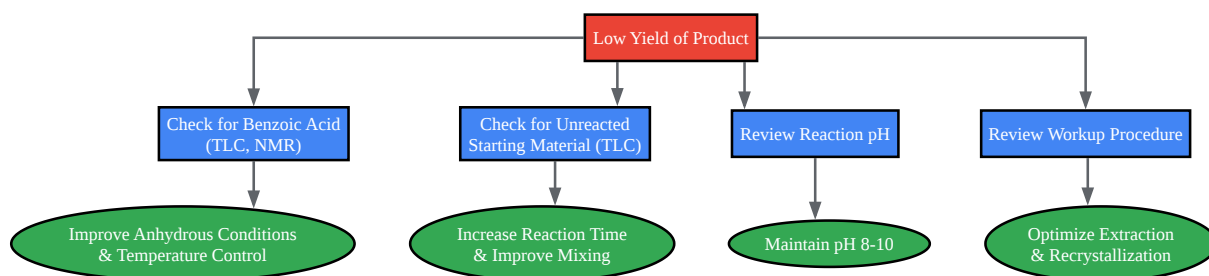 Low Yield of Product
Check for Benzoic Acid
(TLC, NMR)
Check for Unreacted
Starting Material (TLC)
Review Reaction pH
Review Workup Procedure
Improve Anhydrous Conditions
& Temperature Control
Increase Reaction Time
& Improve Mixing
Maintain pH 8-10
Optimize Extraction
& Recrystallization